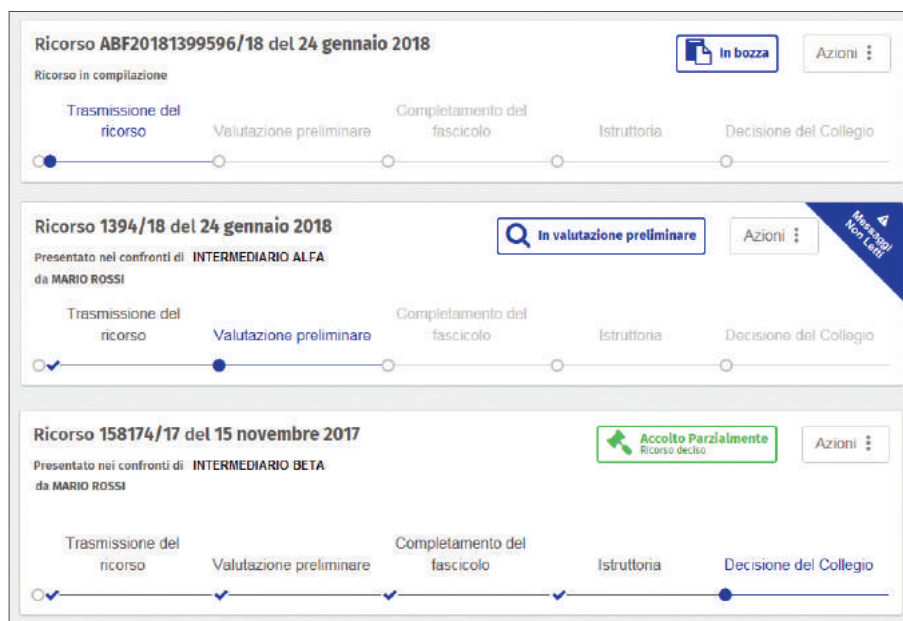 Ricorso ABF20181399596/18 del 24 gennaio 2018
In bozza
Azioni
Ricorso in compilazione
Trasmissione del
ricorso
Valutazione preliminare
Completamento del
fascicolo
Istruttoria
Decisione del Collegio
Ricorso 1394/18 del 24 gennaio 2018
In valutazione preliminare
Azioni
Messaggi
Non Letti
Presentato nei confronti di INTERMEDIARIO ALFA
da MARIO ROSSI
Trasmissione del
ricorso
Valutazione preliminare
Completamento del
fascicolo
Istruttoria
Decisione del Collegio
Ricorso 158174/17 del 15 novembre 2017
Accolto Parzialmente
Ricorso deciso
Azioni
Presentato nei confronti di INTERMEDIARIO BETA
da MARIO ROSSI
Trasmissione del
ricorso
Valutazione preliminare
Completamento del
fascicolo
Istruttoria
Decisione del Collegio